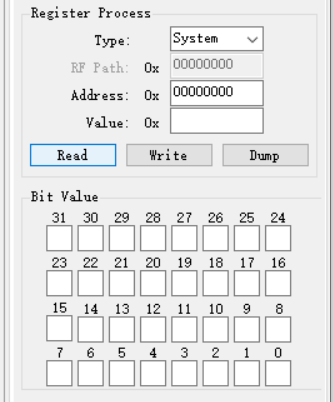 Register Process
Type: System
RF Path: 0x 00000000
Address: 0x 00000000
Value: 0x
Read Write Dump
Bit Value
31 30 29 28 27 26 25 24
23 22 21 20 19 18 17 16
15 14 13 12 11 10 9 8
7 6 5 4 3 2 1 0